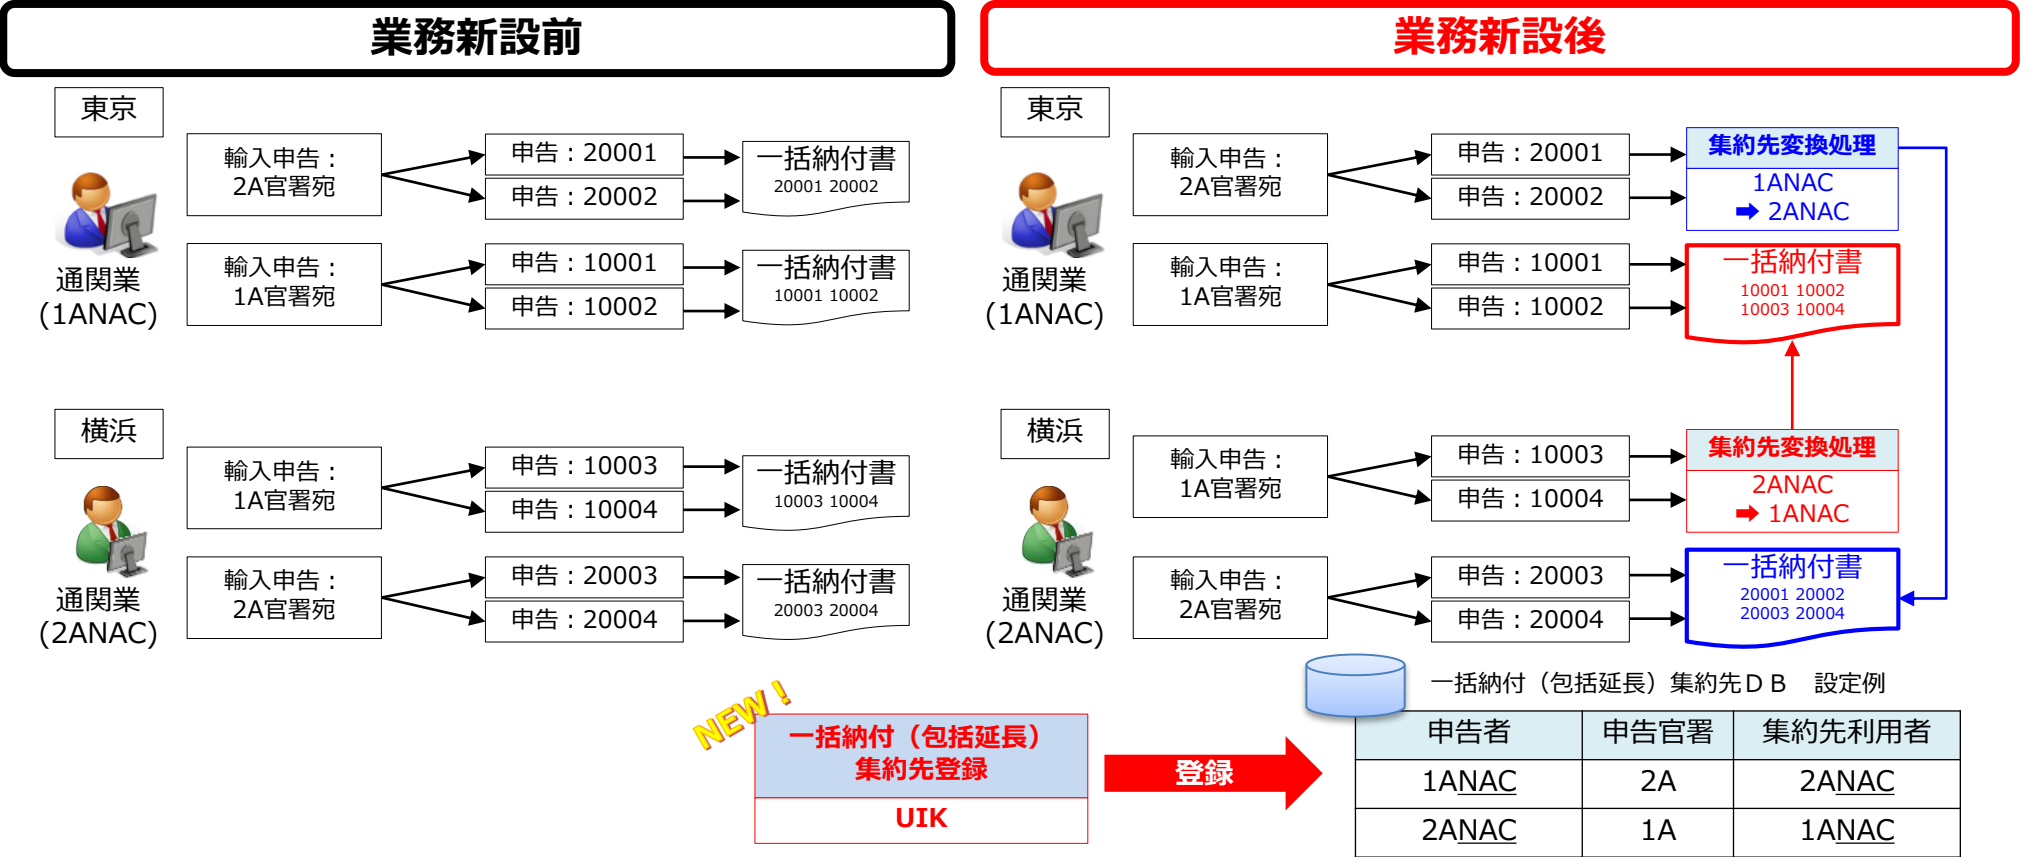 業務新設前
東京
通関業
(1ANAC)
輸入申告：
2A官署宛
申告：20001
申告：20002
一括納付書
20001 20002
輸入申告：
1A官署宛
申告：10001
申告：10002
一括納付書
10001 10002
横浜
通関業
(2ANAC)
輸入申告：
1A官署宛
申告：10003
申告：10004
一括納付書
10003 10004
輸入申告：
2A官署宛
申告：20003
申告：20004
一括納付書
20003 20004
業務新設後
東京
通関業
(1ANAC)
輸入申告：
2A官署宛
申告：20001
申告：20002
集約先変換処理
1ANAC
➡ 2ANAC
輸入申告：
1A官署宛
申告：10001
申告：10002
一括納付書
10001 10002
10003 10004
横浜
通関業
(2ANAC)
輸入申告：
1A官署宛
申告：10003
申告：10004
集約先変換処理
2ANAC
➡ 1ANAC
輸入申告：
2A官署宛
申告：20003
申告：20004
一括納付書
20001 20002
20003 20004
NEW！
一括納付（包括延長）
集約先登録
UIK
登録
一括納付（包括延長）集約先ＤＢ　設定例
申告者 申告官署 集約先利用者
1ANAC 2A 2ANAC
2ANAC 1A 1ANAC